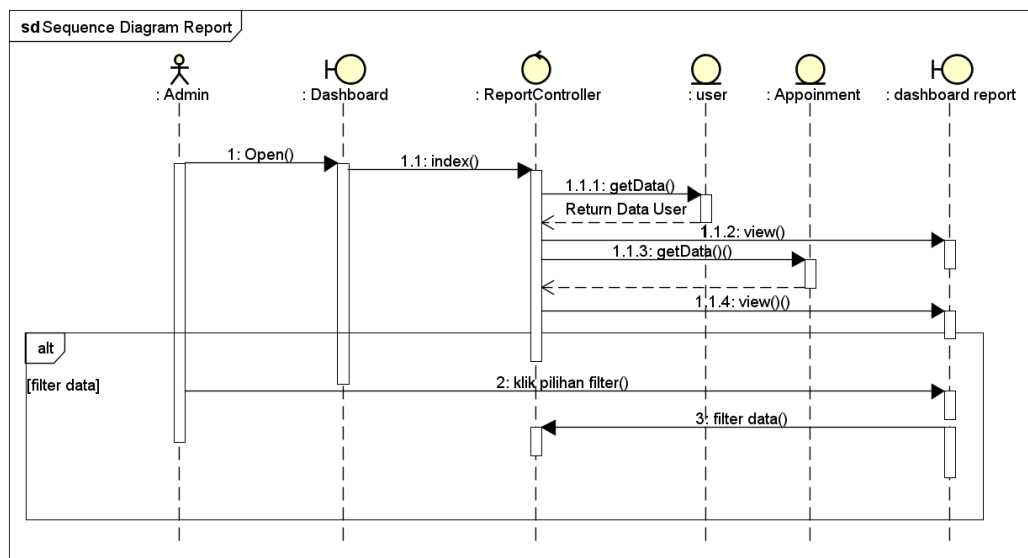 sd Sequence Diagram Report
: Admin
: Dashboard
: ReportController
: user
: Appoinment
: dashboard report
1: Open()
1.1: index()
1.1.1: getData()
Return Data User
1.1.2: view()
1.1.3: getData()()
1.1.4: view()()
alt
[filter data]
2: klik pilihan filter()
3: filter data()